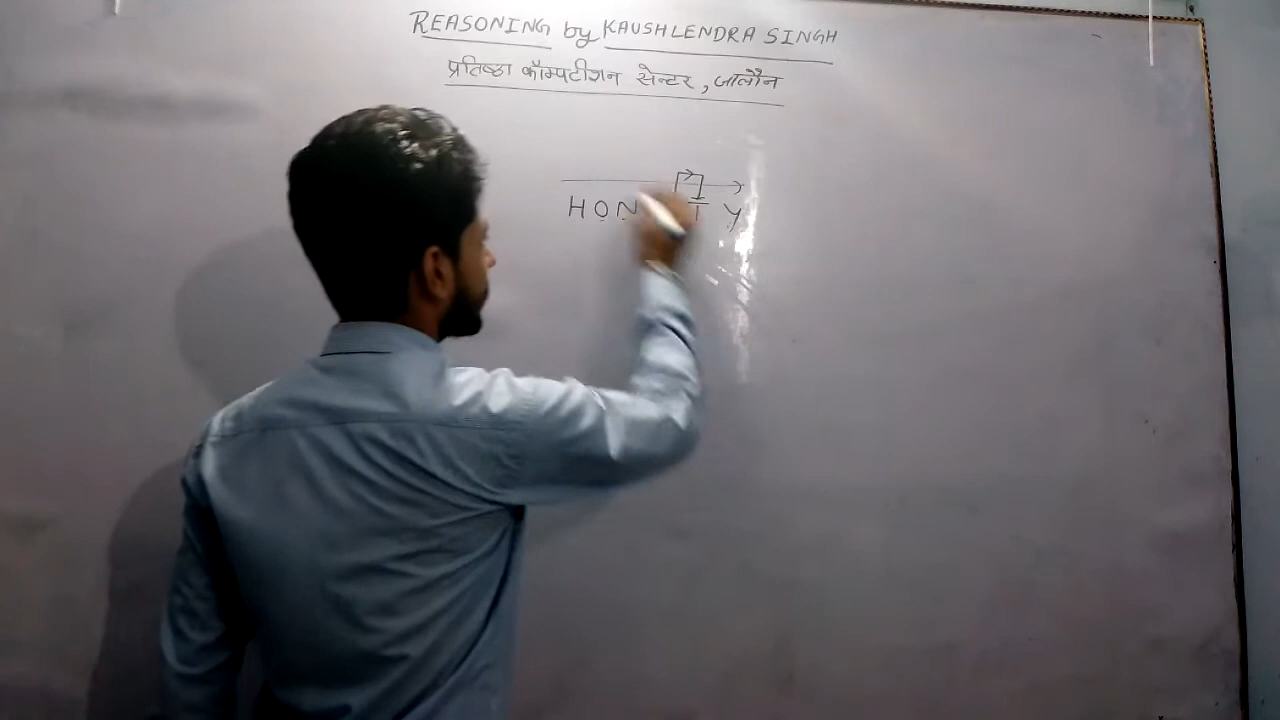 REASONING by KAUSHLENDRA SINGH
प्रतिष्ठा कॉम्पटीशन सेन्टर, जालौन
H O N T Y